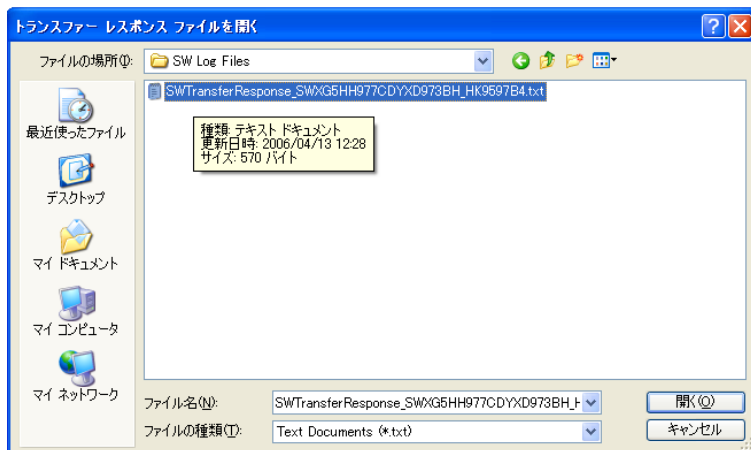 トランスファー レスポンス ファイルを開く
ファイルの場所(I):
SW Log Files
SWTransferResponse_SWXG5HH977CDYXD973BH_HK9597B4.txt
種類: テキスト ドキュメント
更新日時: 2006/04/13 12:28
サイズ: 570 バイト
最近使ったファイル
デスクトップ
マイ ドキュメント
マイ コンピュータ
マイ ネットワーク
ファイル名(N):
SWTransferResponse_SWXG5HH977CDYXD973BH_H
開く(O)
ファイルの種類(T):
Text Documents (*.txt)
キャンセル